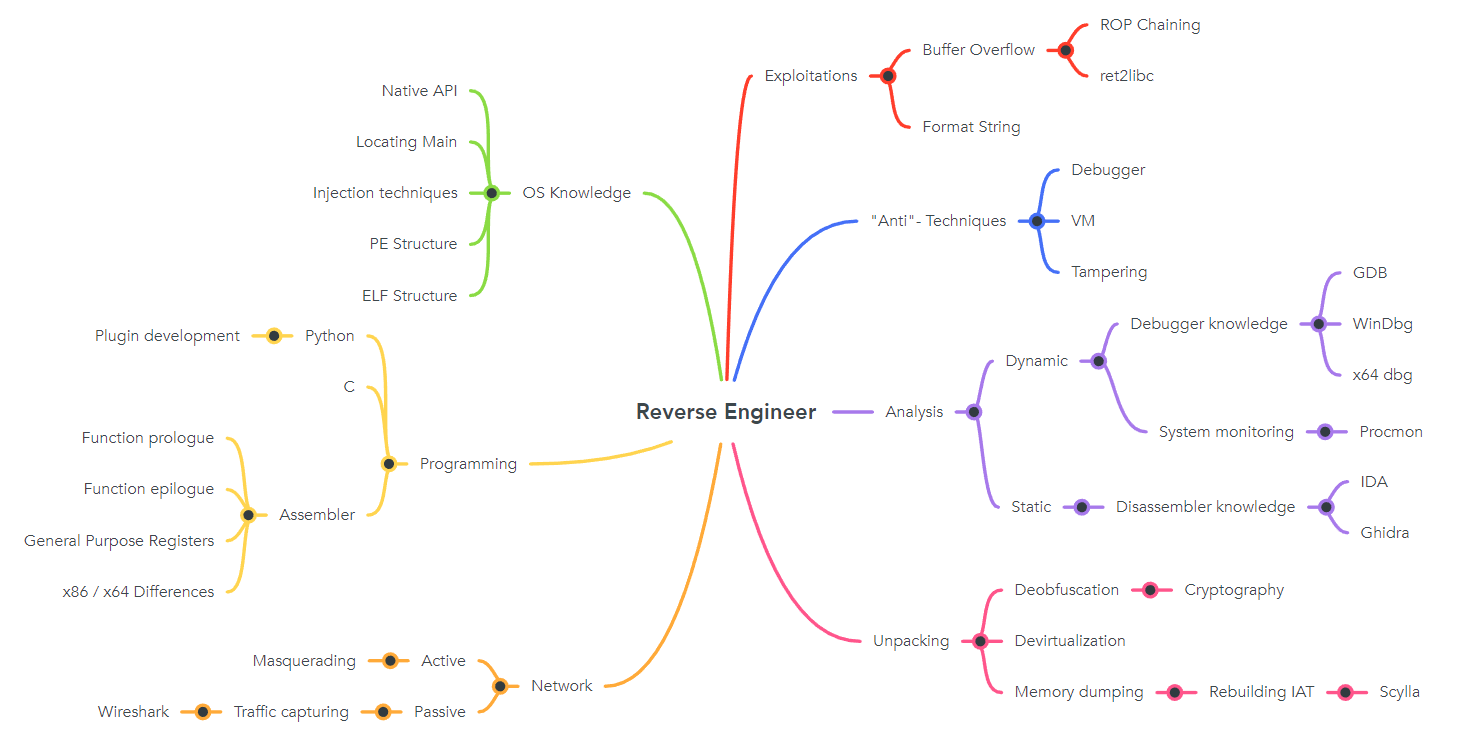 Reverse Engineer
Exploitations
Buffer Overflow
ROP Chaining
ret2libc
Format String
"Anti"- Techniques
Debugger
VM
Tampering
Analysis
Dynamic
Debugger knowledge
GDB
WinDbg
x64 dbg
System monitoring
Procmon
Static
Disassembler knowledge
IDA
Ghidra
Unpacking
Deobfuscation
Cryptography
Devirtualization
Memory dumping
Rebuilding IAT
Scylla
OS Knowledge
Native API
Locating Main
Injection techniques
PE Structure
ELF Structure
Programming
Python
Plugin development
C
Assembler
Function prologue
Function epilogue
General Purpose Registers
x86 / x64 Differences
Network
Active
Masquerading
Passive
Traffic capturing
Wireshark